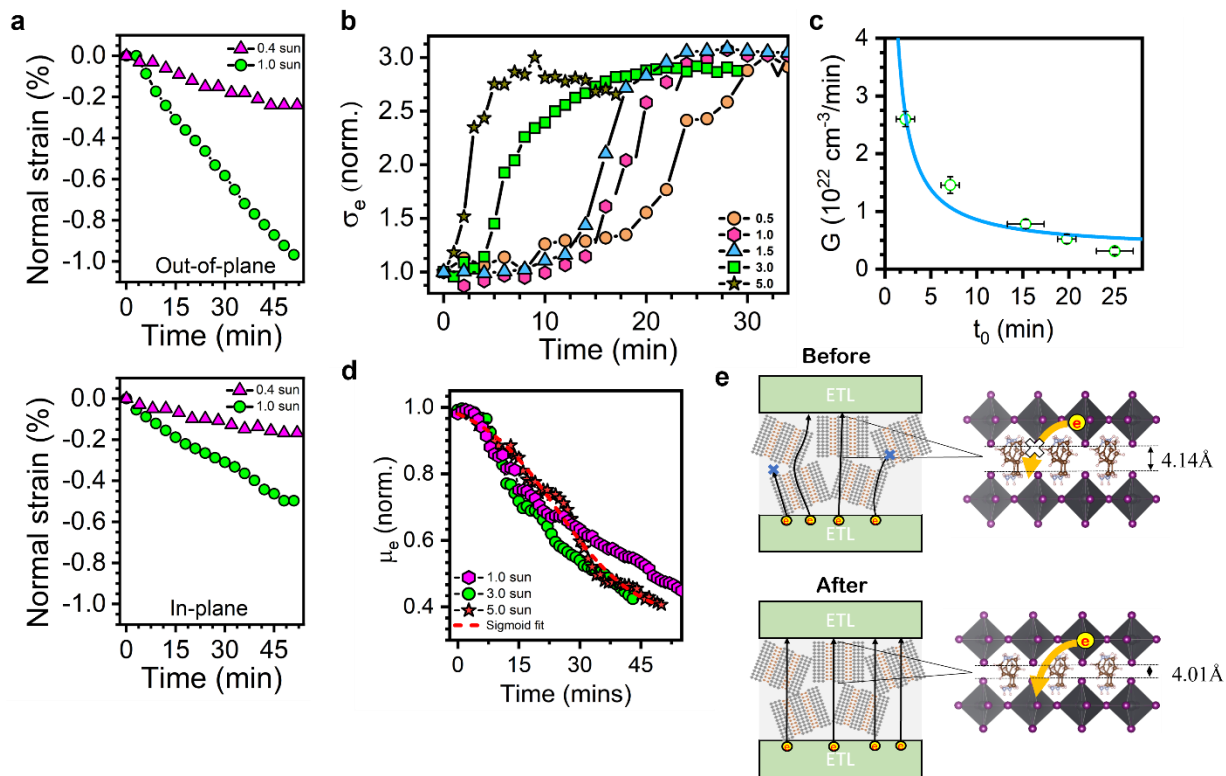 a
0.0
-0.2
-0.4
-0.6
-0.8
-1.0
Normal strain (%)
0.4 sun
1.0 sun
Out-of-plane
0 15 30 45
Time (min)
0.0
-0.2
-0.4
-0.6
-0.8
-1.0
Normal strain (%)
0.4 sun
1.0 sun
In-plane
0 15 30 45
Time (min)
b
3.0
2.5
2.0
1.5
1.0
σe (norm.)
0.5
1.0
1.5
3.0
5.0
0 10 20 30
Time (min)
c
4
3
2
1
0
G (10²² cm⁻³/min)
0 5 10 15 20 25
t₀ (min)
d
1.0
0.8
0.6
0.4
μe (norm.)
1.0 sun
3.0 sun
5.0 sun
Sigmoid fit
0 15 30 45
Time (mins)
e
Before
ETL
ETL
e
4.14Å
After
ETL
ETL
e
4.01Å